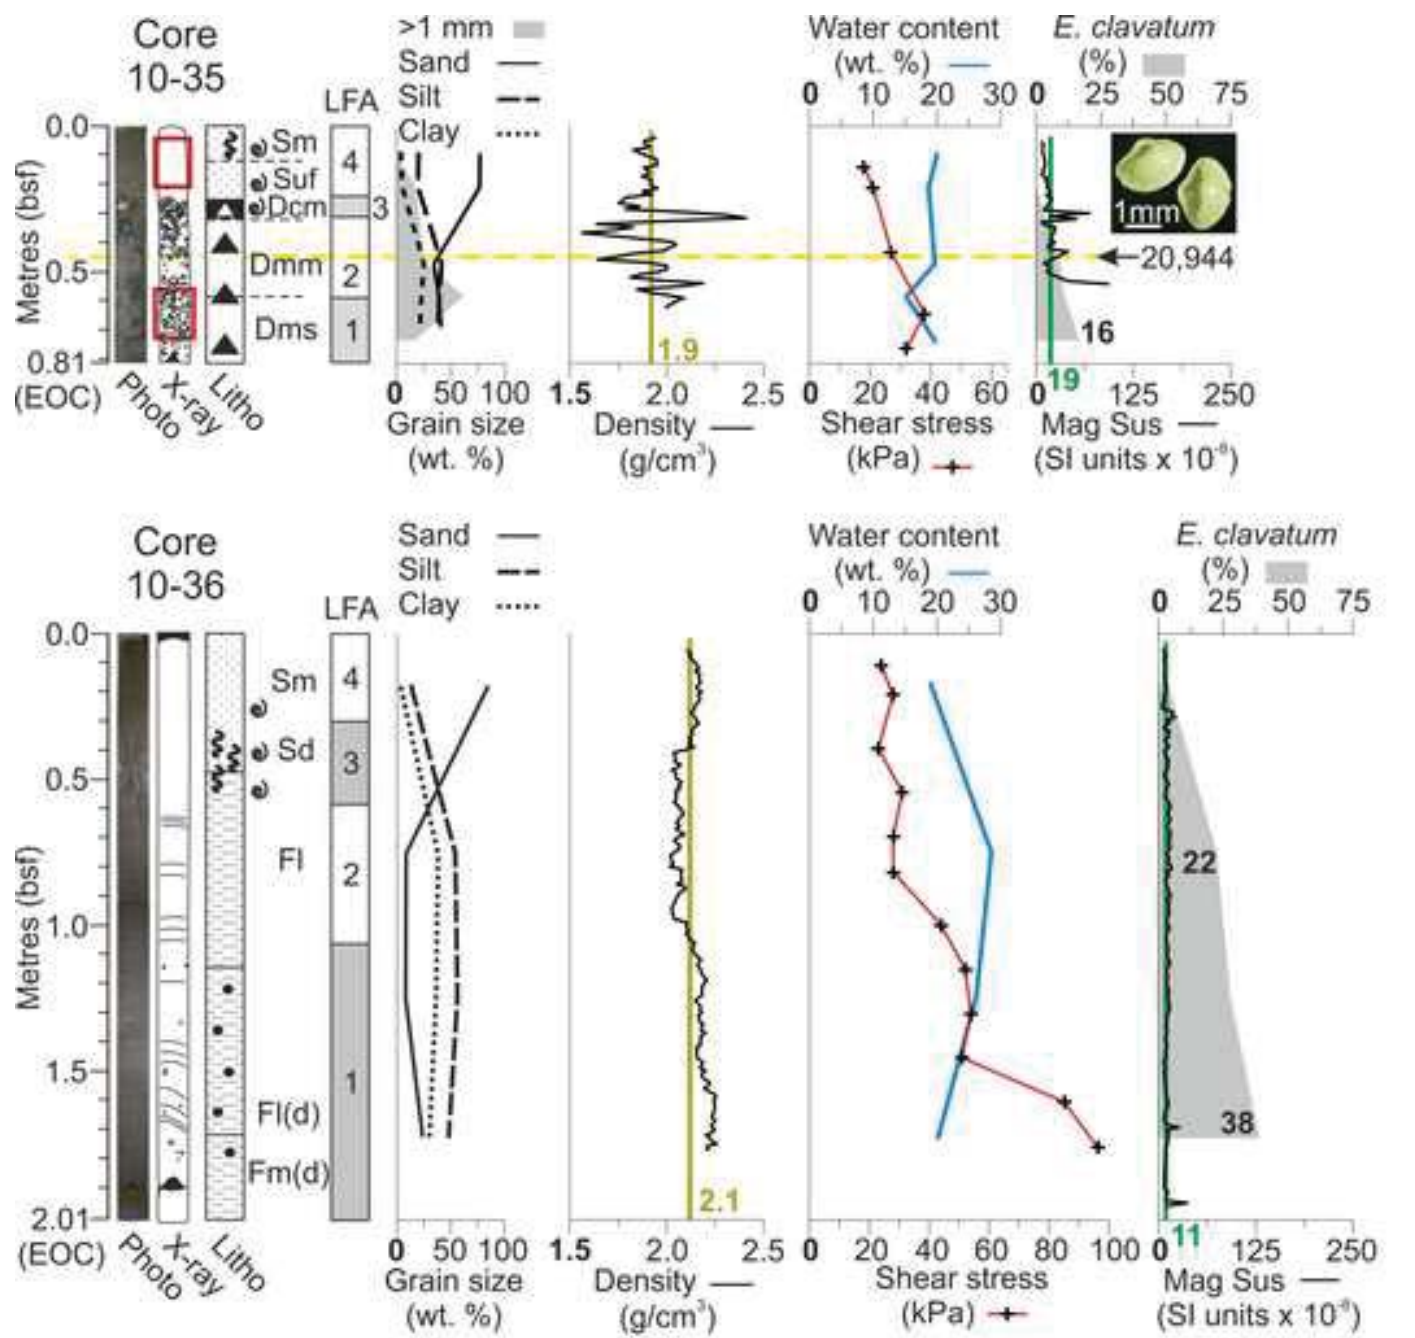 Core
10-35
>1 mm
Sand
Silt
Clay
LFA
Water content
(wt. %)
0 10 20 30
E. clavatum
(%)
0 25 50 75
Metres (bsf)
0.0
0.5
0.81
(EOC)
Photo
X-ray
Litho
Sm
Suf
Dcm
Dmm
Dms
4
3
2
1
1.9
1mm
20,944
16
19
0 50 100
Grain size
(wt. %)
1.5 2.0 2.5
Density
(g/cm³)
0 20 40 60
Shear stress
(kPa)
0 125 250
Mag Sus
(SI units x 10⁻⁸)
Core
10-36
Sand
Silt
Clay
LFA
Water content
(wt. %)
0 10 20 30
E. clavatum
(%)
0 25 50 75
Metres (bsf)
0.0
0.5
1.0
1.5
2.01
(EOC)
Photo
X-ray
Litho
Sm
Sd
Fl
Fl(d)
Fm(d)
4
3
2
1
2.1
22
38
11
0 50 100
Grain size
(wt. %)
1.5 2.0 2.5
Density
(g/cm³)
0 20 40 60 80 100
Shear stress
(kPa)
0 125 250
Mag Sus
(SI units x 10⁻⁸)